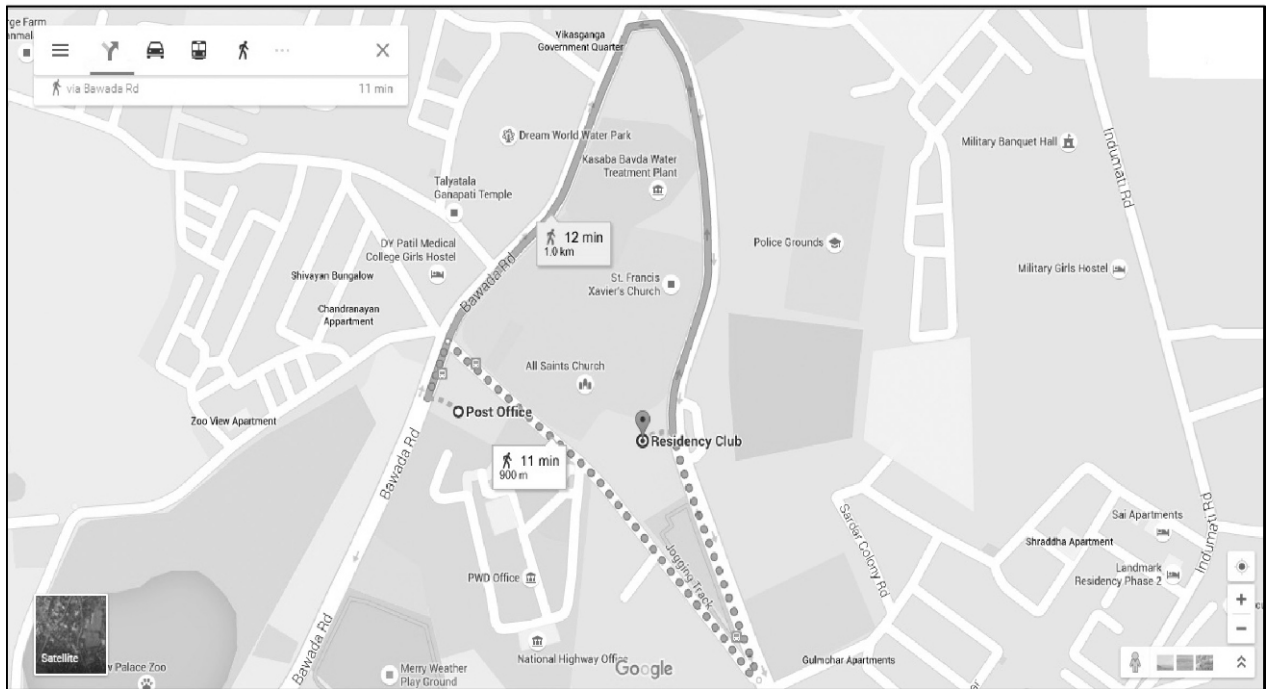 rge Farm
anmal
via Bawada Rd
11 min
Vikasganga
Government Quarter
Dream World Water Park
Kasaba Bavda Water
Treatment Plant
Military Banquet Hall
Indumati Rd
Talyatala
Ganapati Temple
12 min
1.0 km
Police Grounds
DY Patil Medical
College Girls Hostel
Shivayan Bungalow
Bawada Rd
St. Francis
Xavier's Church
Military Girls Hostel
Chandranayan
Appartment
All Saints Church
Zoo View Apartment
Post Office
Residency Club
Bawada Rd
11 min
900 m
Sardar Colony Rd
Sai Apartments
Indumati Rd
Shraddha Apartment
Jogging Track
Landmark
Residency Phase 2
PWD Office
Bawada Rd
Satellite
w Palace Zoo
National Highway Office
Google
Gulmohar Apartments
Merry Weather
Play Ground